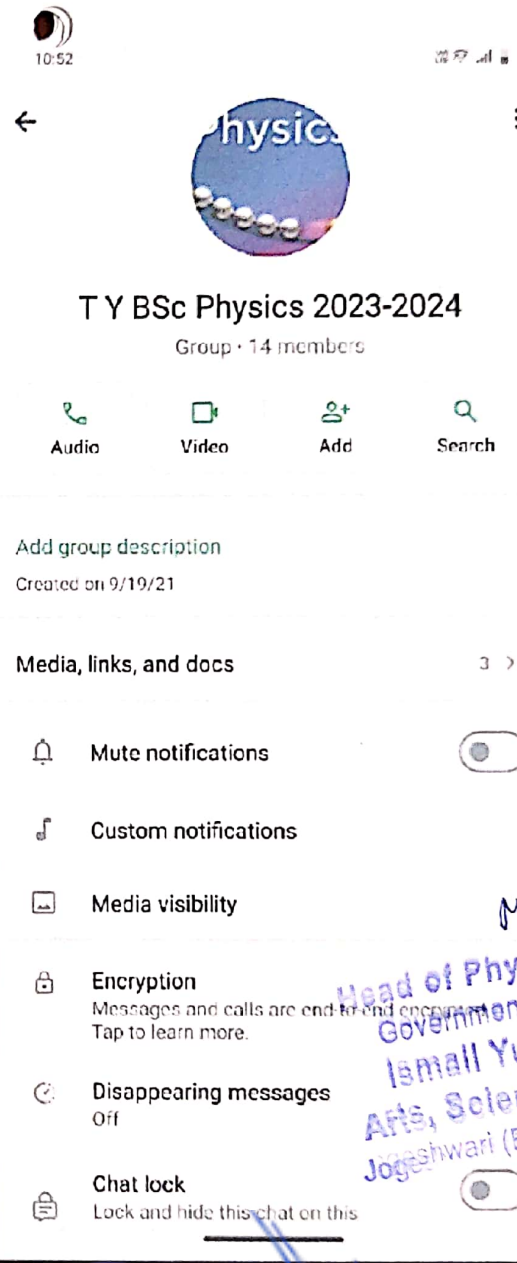 10:52
Physics
T Y BSc Physics 2023-2024
Group · 14 members
Audio
Video
Add
Search
Add group description
Created on 9/19/21
Media, links, and docs
3
Mute notifications
Custom notifications
Media visibility
Encryption
Messages and calls are end-to-end encrypted.
Tap to learn more.
Disappearing messages
Off
Chat lock
Lock and hide this chat on this
Head of Phy
Governmen
Ismail Yu
Arts, Scien
Jogeshwari (E